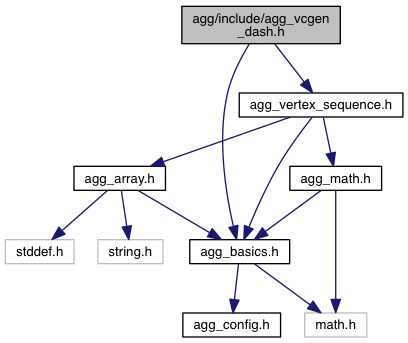 agg/include/agg_vcgen
_dash.h
agg_vertex_sequence.h
agg_array.h
agg_math.h
stddef.h
string.h
agg_basics.h
agg_config.h
math.h